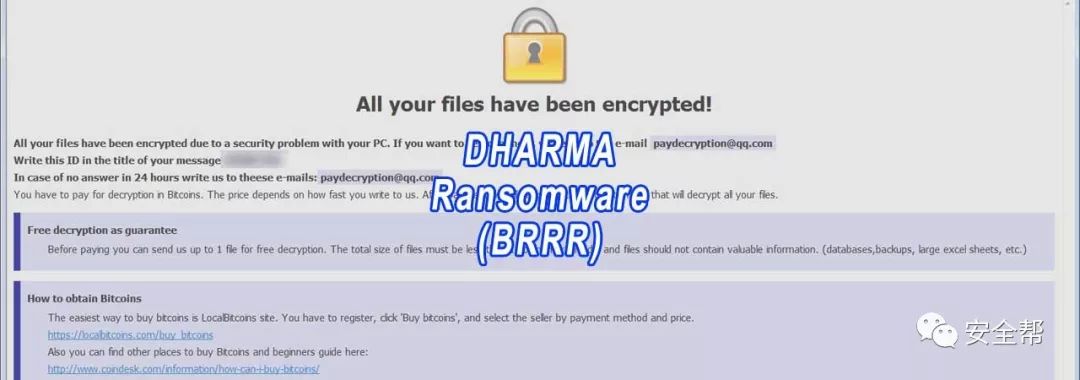 All your files have been encrypted!
All your files have been encrypted due to a security problem with your PC. If you want to e-mail paydecryption@qq.com
Write this ID in the title of your message
In case of no answer in 24 hours write us to theese e-mails: paydecryption@qq.com
You have to pay for decryption in Bitcoins. The price depends on how fast you write to us. that will decrypt all your files.
DHARMA
Ransomware
(BRRR)
Free decryption as guarantee
Before paying you can send us up to 1 file for free decryption. The total size of files must be and files should not contain valuable information. (databases,backups, large excel sheets, etc.)
How to obtain Bitcoins
The easiest way to buy bitcoins is LocalBitcoins site. You have to register, click 'Buy bitcoins', and select the seller by payment method and price.
https://localbitcoins.com/buy_bitcoins
Also you can find other places to buy Bitcoins and beginners guide here:
http://www.coindesk.com/information/how-can-i-buy-bitcoins/
安全帮